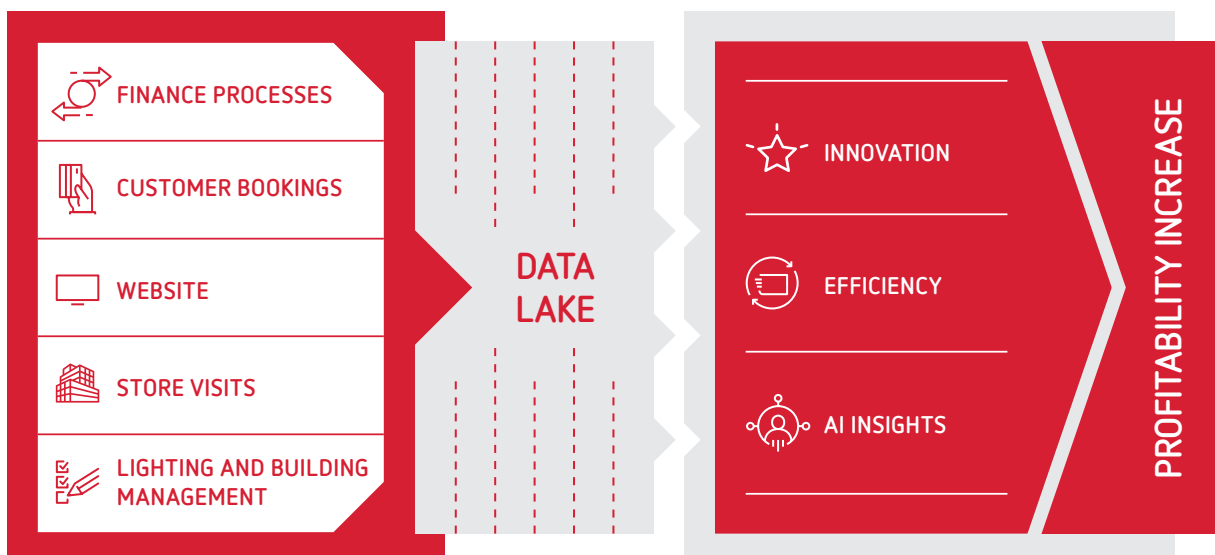 FINANCE PROCESSES
CUSTOMER BOOKINGS
WEBSITE
STORE VISITS
LIGHTING AND BUILDING
MANAGEMENT
DATA
LAKE
INNOVATION
EFFICIENCY
AI INSIGHTS
PROFITABILITY INCREASE